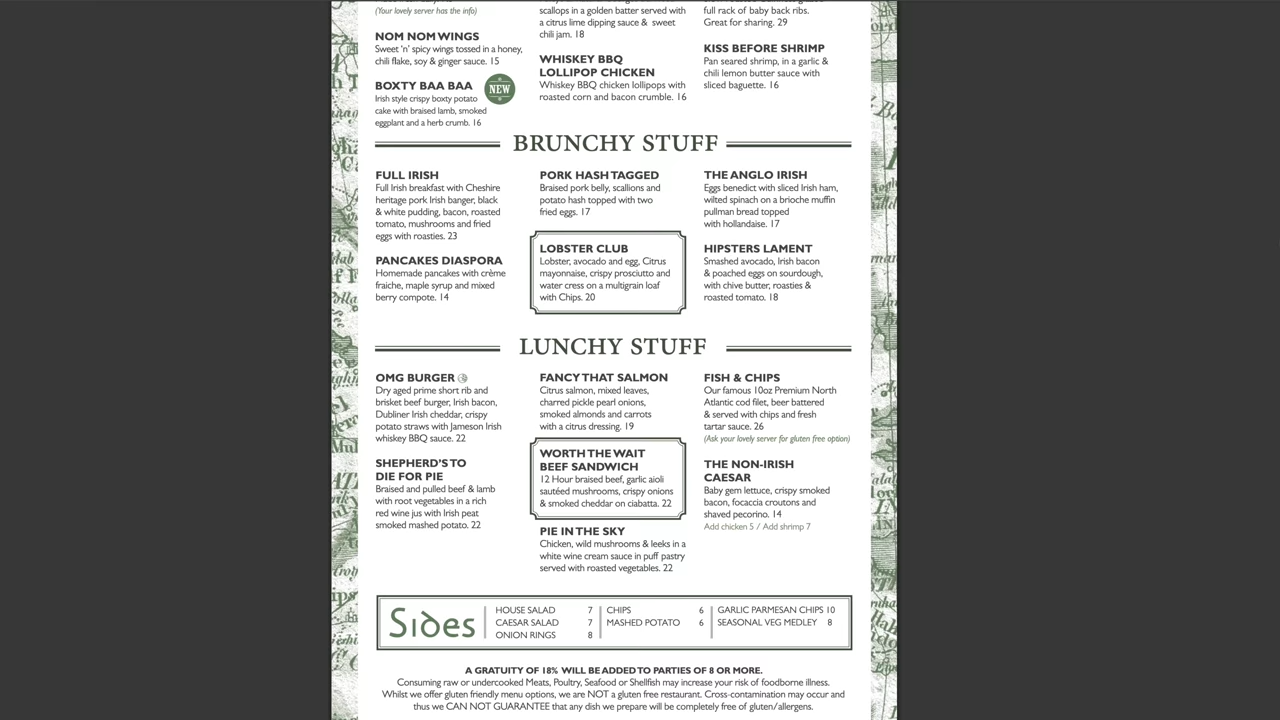 (Your lovely server has the info)
NOM NOM WINGS
Sweet 'n' spicy wings tossed in a honey,
chili flake, soy & ginger sauce. 15
BOXTY BAA BAA
NEW
Irish style crispy boxty potato
cake with braised lamb, smoked
eggplant and a herb crumb. 16
scallops in a golden batter served with
a citrus lime dipping sauce & sweet
chili jam. 18
WHISKEY BBQ
LOLLIPOP CHICKEN
Whiskey BBQ chicken lollipops with
roasted corn and bacon crumble. 16
full rack of baby back ribs.
Great for sharing. 29
KISS BEFORE SHRIMP
Pan seared shrimp, in a garlic &
chili lemon butter sauce with
sliced baguette. 16
BRUNCHY STUFF
FULL IRISH
Full Irish breakfast with Cheshire
heritage pork Irish banger, black
& white pudding, bacon, roasted
tomato, mushrooms and fried
eggs with roasties. 23
PANCAKES DIASPORA
Homemade pancakes with crème
fraiche, maple syrup and mixed
berry compote. 14
PORK HASH TAGGED
Braised pork belly, scallions and
potato hash topped with two
fried eggs. 17
LOBSTER CLUB
Lobster, avocado and egg, Citrus
mayonnaise, crispy prosciutto and
water cress on a multigrain loaf
with Chips. 20
THE ANGLO IRISH
Eggs benedict with sliced Irish ham,
wilted spinach on a brioche muffin
pullman bread topped
with hollandaise. 17
HIPSTERS LAMENT
Smashed avocado, Irish bacon
& poached eggs on sourdough,
with chive butter, roasties &
roasted tomato. 18
LUNCHY STUFF
OMG BURGER
Dry aged prime short rib and
brisket beef burger, Irish bacon,
Dubliner Irish cheddar, crispy
potato straws with Jameson Irish
whiskey BBQ sauce. 22
SHEPHERD'S TO
DIE FOR PIE
Braised and pulled beef & lamb
with root vegetables in a rich
red wine jus with Irish peat
smoked mashed potato. 22
FANCY THAT SALMON
Citrus salmon, mixed leaves,
charred pickle pearl onions,
smoked almonds and carrots
with a citrus dressing. 19
WORTH THE WAIT
BEEF SANDWICH
12 Hour braised beef, garlic aioli
sautéed mushrooms, crispy onions
& smoked cheddar on ciabatta. 22
PIE IN THE SKY
Chicken, wild mushrooms & leeks in a
white wine cream sauce in puff pastry
served with roasted vegetables. 22
FISH & CHIPS
Our famous 10oz Premium North
Atlantic cod filet, beer battered
& served with chips and fresh
tartar sauce. 26
(Ask your lovely server for gluten free option)
THE NON-IRISH
CAESAR
Baby gem lettuce, crispy smoked
bacon, focaccia croutons and
shaved pecorino. 14
Add chicken 5 / Add shrimp 7
Sides
HOUSE SALAD 7
CAESAR SALAD 7
ONION RINGS 8
CHIPS 6
MASHED POTATO 6
GARLIC PARMESAN CHIPS 10
SEASONAL VEG MEDLEY 8
A GRATUITY OF 18% WILL BE ADDED TO PARTIES OF 8 OR MORE.
Consuming raw or undercooked Meats, Poultry, Seafood or Shellfish may increase your risk of foodborne illness.
Whilst we offer gluten friendly menu options, we are NOT a gluten free restaurant. Cross-contamination may occur and
thus we CAN NOT GUARANTEE that any dish we prepare will be completely free of gluten/allergens.